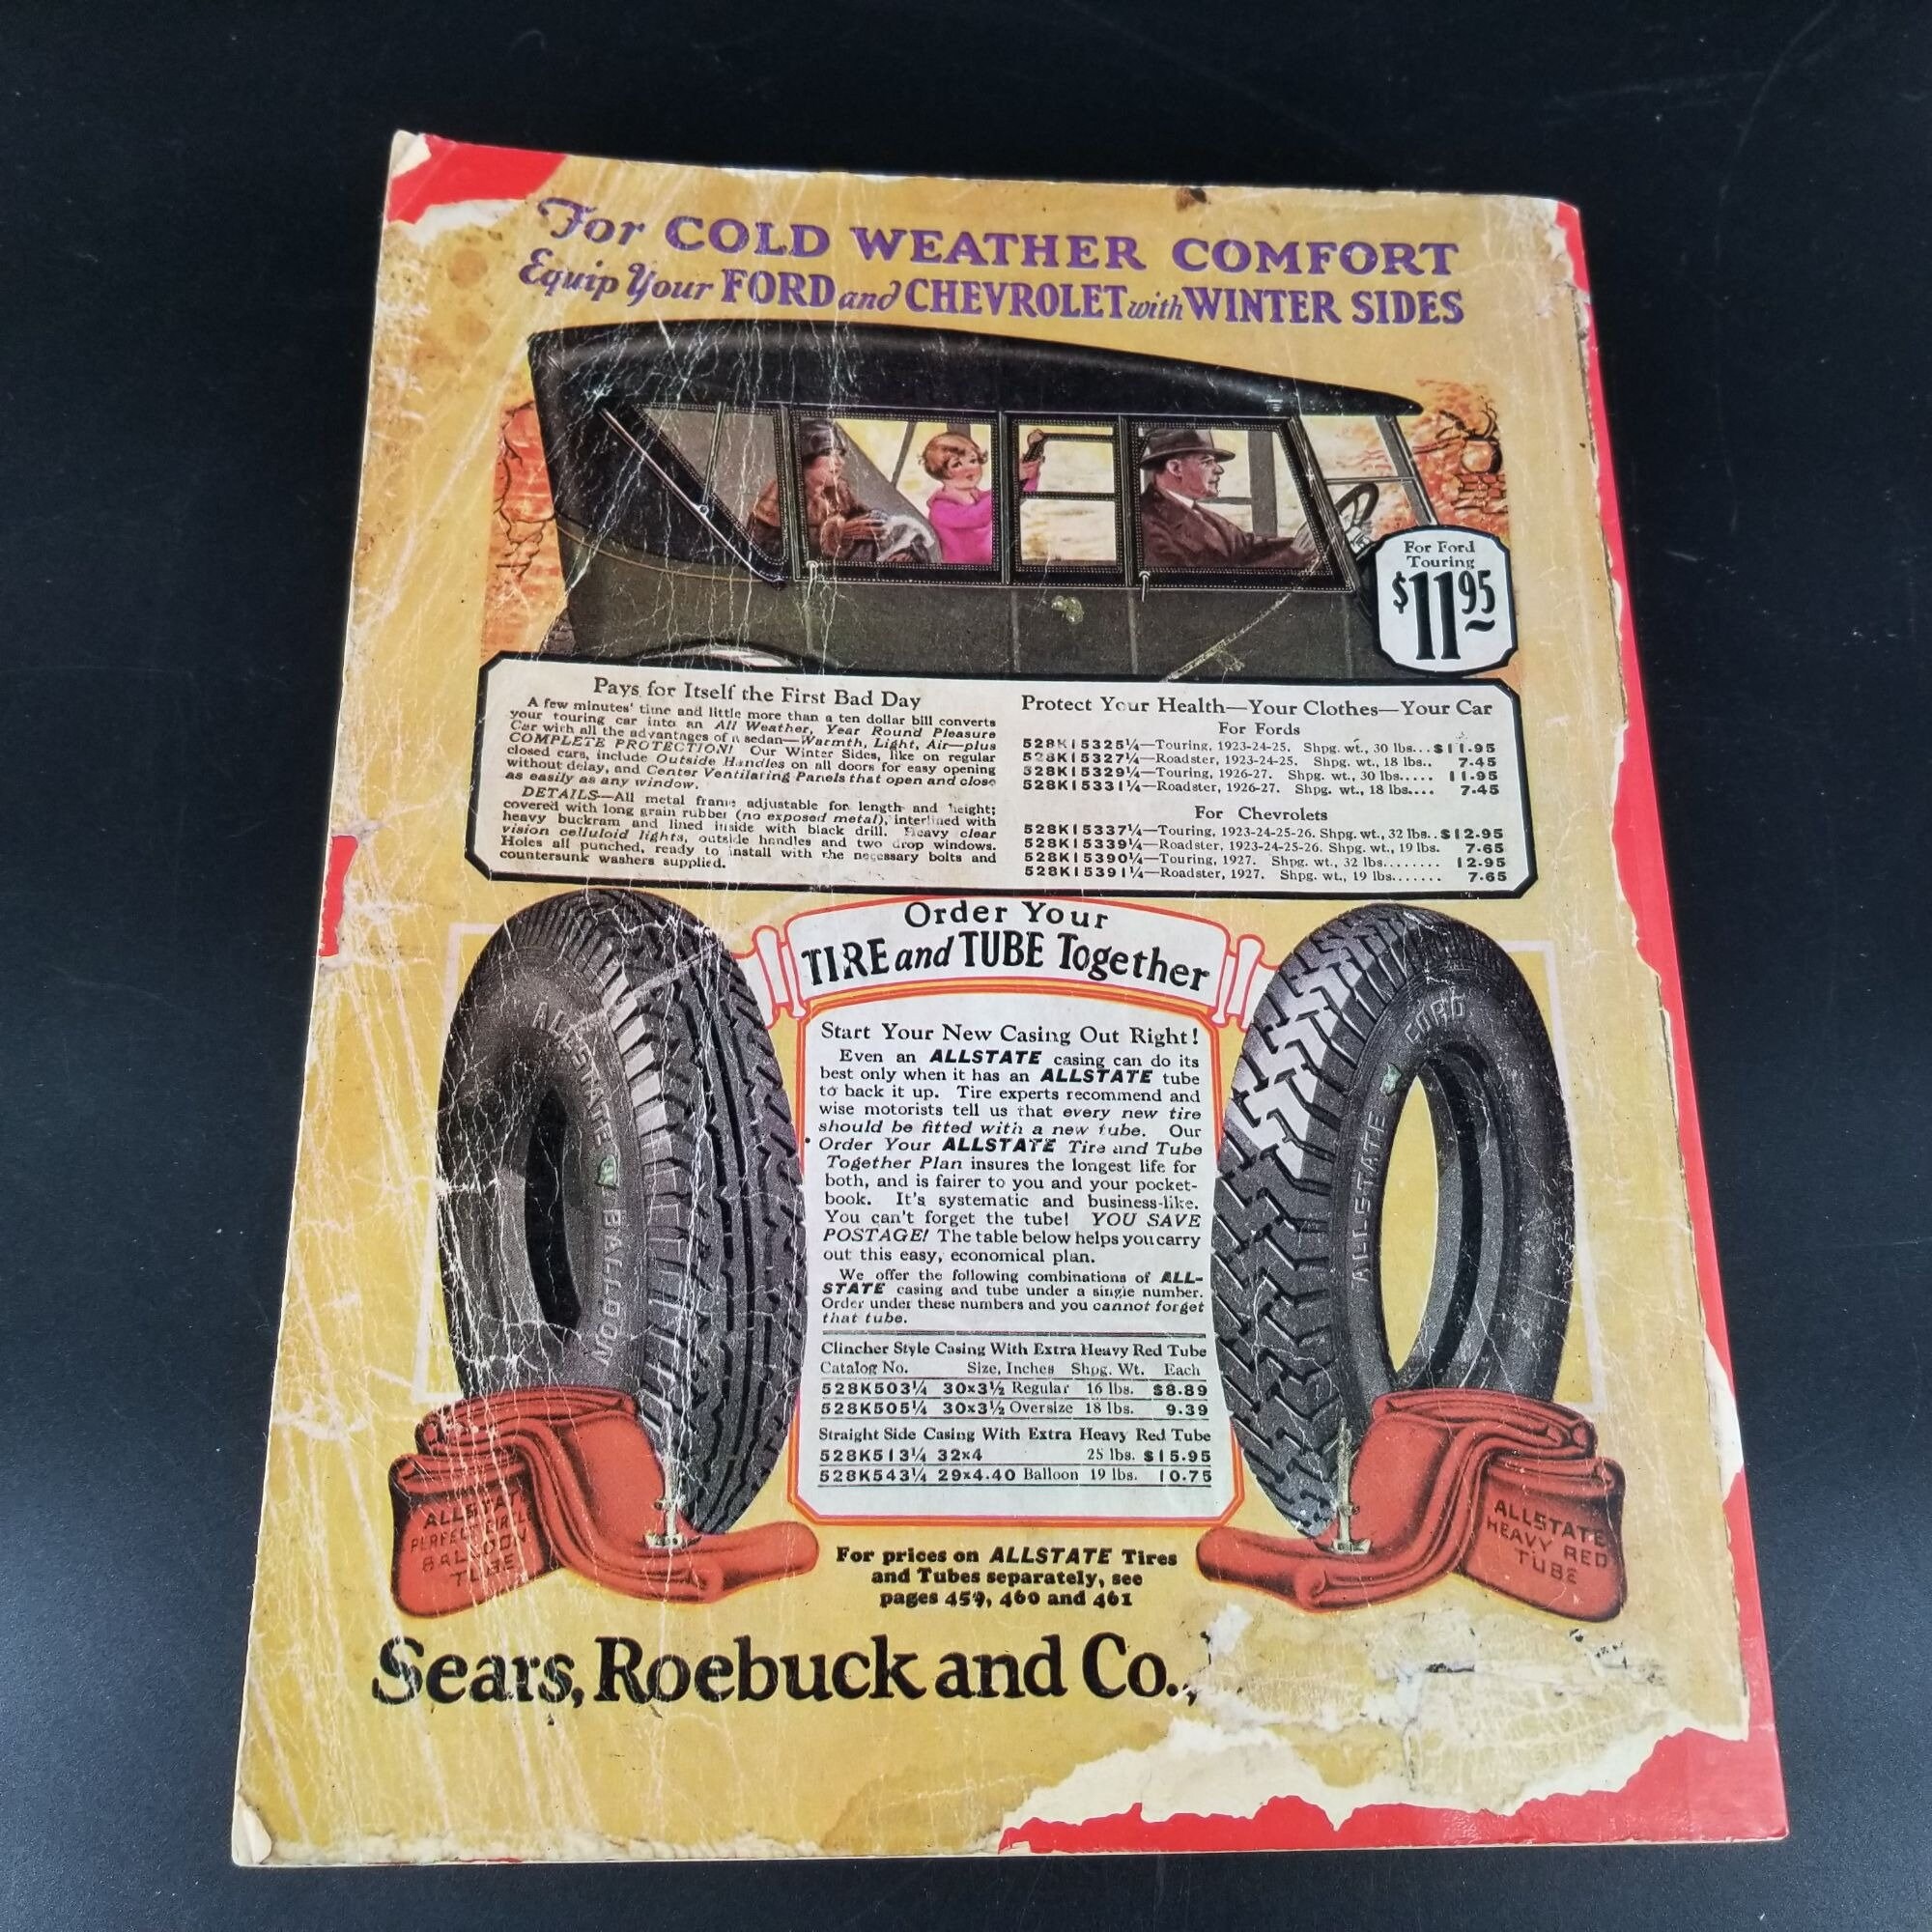 For COLD WEATHER COMFORT
Equip Your FORD and CHEVROLET with WINTER SIDES
For Ford
Touring
$11.95
Pays for Itself the First Bad Day
A few minutes' time and little more than a ten dollar bill converts
your touring car into an All Weather, Year Round Pleasure
Car with all the advantages of a sedan—Warmth, Light, Air—plus
COMPLETE PROTECTION! Our Winter Sides, like on regular
closed cars, include Outside Handles on all doors for easy opening
without delay, and Center Ventilating Panels that open and close
as easily as any window.
DETAILS—All metal frame adjustable for length and height;
covered with long grain rubber (no exposed metal), interlined with
heavy buckram and lined inside with black drill. Heavy clear
vision celluloid lights, outside handles and two drop windows.
Holes all punched, ready to install with the necessary bolts and
countersunk washers supplied.
Protect Your Health—Your Clothes—Your Car
For Fords
528K15325¼—Touring, 1923-24-25. Shpg. wt., 30 lbs...$11.95
528K15327¼—Roadster, 1923-24-25. Shpg. wt., 18 lbs.. 7.45
528K15329¼—Touring, 1926-27. Shpg. wt., 30 lbs..... 11.95
528K15331¼—Roadster, 1926-27. Shpg. wt., 18 lbs.... 7.45
For Chevrolets
528K15337¼—Touring, 1923-24-25-26. Shpg. wt., 32 lbs..$12.95
528K15339¼—Roadster, 1923-24-25-26. Shpg. wt., 19 lbs. 7.65
528K15390¼—Touring, 1927. Shpg. wt., 32 lbs........ 12.95
528K15391¼—Roadster, 1927. Shpg. wt., 19 lbs....... 7.65
Order Your
TIRE and TUBE Together
Start Your New Casing Out Right!
Even an ALLSTATE casing can do its
best only when it has an ALLSTATE tube
to back it up. Tire experts recommend and
wise motorists tell us that every new tire
should be fitted with a new tube. Our
Order Your ALLSTATE Tire and Tube
Together Plan insures the longest life for
both, and is fairer to you and your pocket-
book. It's systematic and business-like.
You can't forget the tube! YOU SAVE
POSTAGE! The table below helps you carry
out this easy, economical plan.
We offer the following combinations of ALL-
STATE casing and tube under a single number.
Order under these numbers and you cannot forget
that tube.
Clincher Style Casing With Extra Heavy Red Tube
Catalog No. Size, Inches Shpg. Wt. Each
528K503¼ 30x3½ Regular 16 lbs. $8.89
528K505¼ 30x3½ Oversize 18 lbs. 9.39
Straight Side Casing With Extra Heavy Red Tube
528K513¼ 32x4 25 lbs. $15.95
528K543¼ 29x4.40 Balloon 19 lbs. 10.75
ALLSTATE BALLOON
ALLSTATE CORD
ALLSTATE
PERFECT CIRCLE
BALLOON
TUBE
ALLSTATE
HEAVY RED
TUBE
For prices on ALLSTATE Tires
and Tubes separately, see
pages 459, 460 and 461
Sears, Roebuck and Co.,